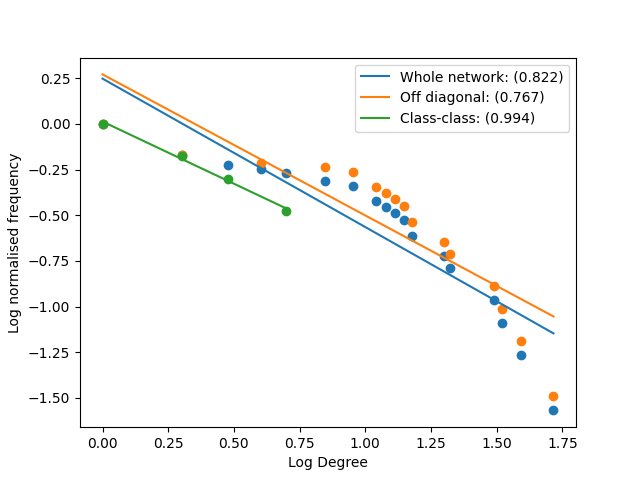 Whole network: (0.822)
Off diagonal: (0.767)
Class-class: (0.994)
0.25
0.00
−0.25
−0.50
−0.75
−1.00
−1.25
−1.50
Log normalised frequency
0.00 0.25 0.50 0.75 1.00 1.25 1.50 1.75
Log Degree